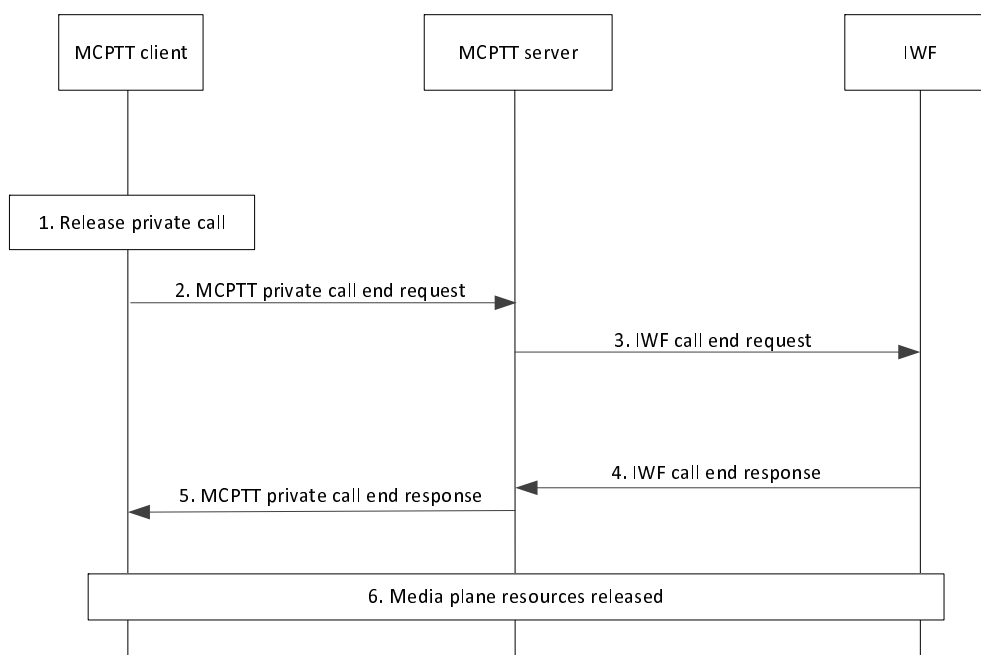 MCPTT client
MCPTT server
IWF
1. Release private call
2. MCPTT private call end request
3. IWF call end request
4. IWF call end response
5. MCPTT private call end response
6. Media plane resources released